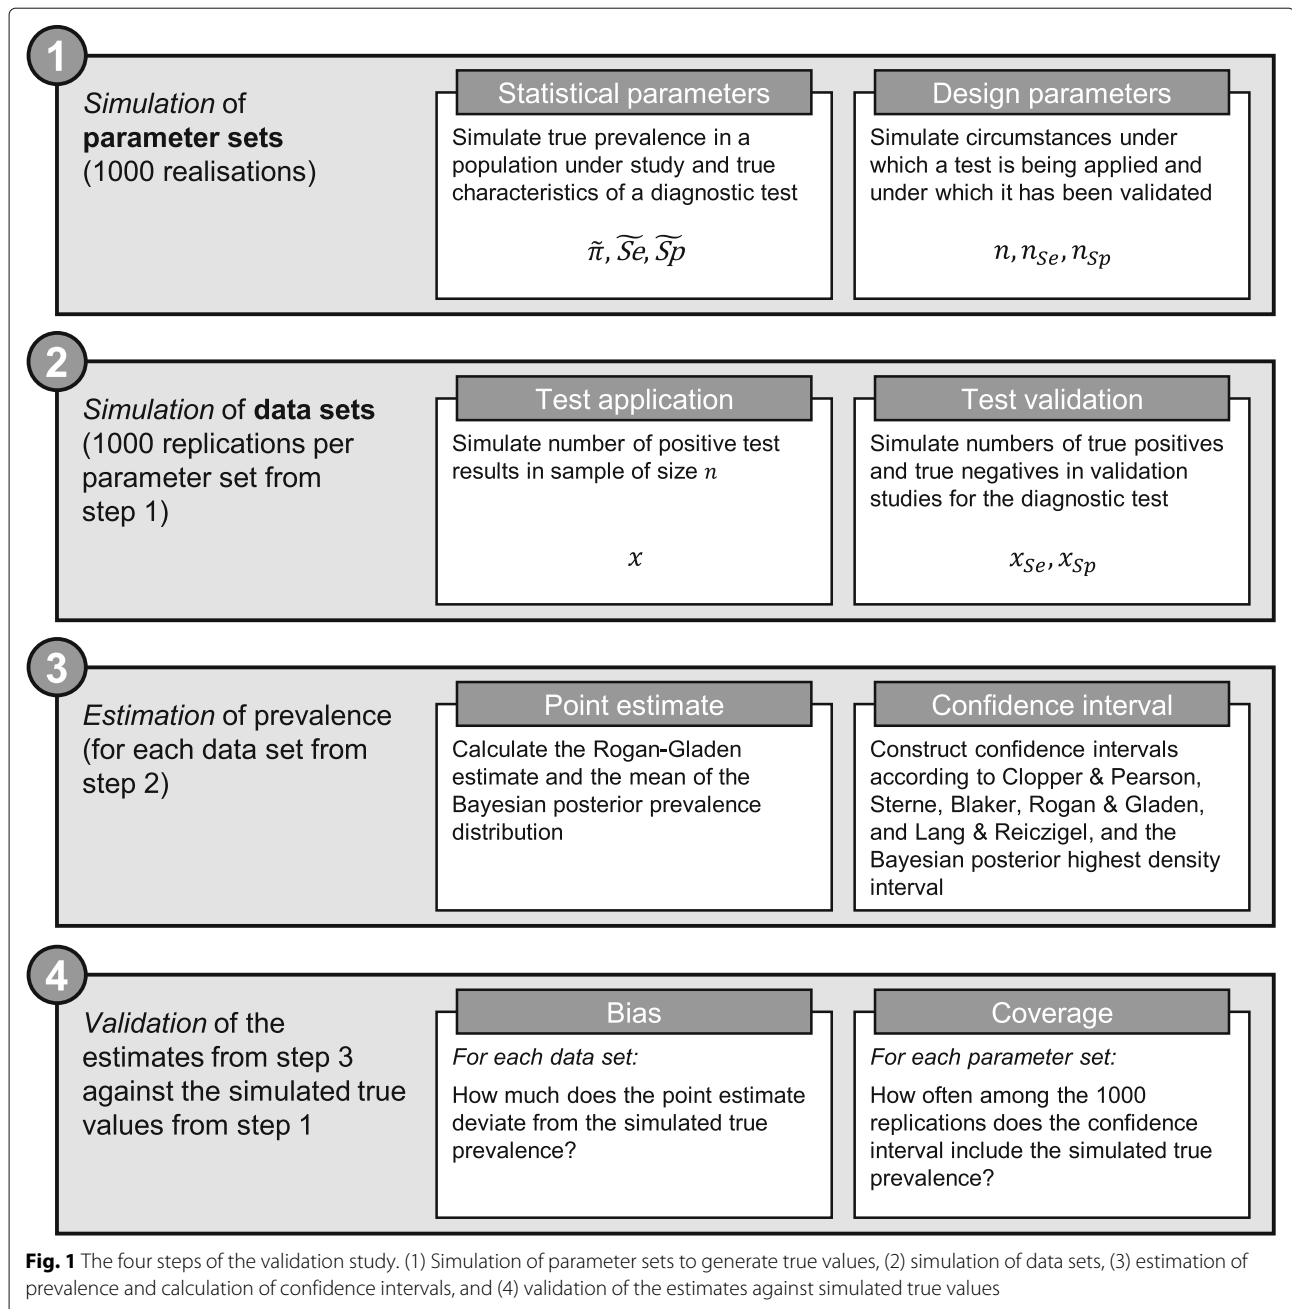 1
Simulation of
parameter sets
(1000 realisations)
Statistical parameters
Simulate true prevalence in a
population under study and true
characteristics of a diagnostic test
π̃, S͠e, S͠p
Design parameters
Simulate circumstances under
which a test is being applied and
under which it has been validated
n, n_Se, n_Sp
2
Simulation of data sets
(1000 replications per
parameter set from
step 1)
Test application
Simulate number of positive test
results in sample of size n
x
Test validation
Simulate numbers of true positives
and true negatives in validation
studies for the diagnostic test
x_Se, x_Sp
3
Estimation of prevalence
(for each data set from
step 2)
Point estimate
Calculate the Rogan-Gladen
estimate and the mean of the
Bayesian posterior prevalence
distribution
Confidence interval
Construct confidence intervals
according to Clopper & Pearson,
Sterne, Blaker, Rogan & Gladen,
and Lang & Reiczigel, and the
Bayesian posterior highest density
interval
4
Validation of the
estimates from step 3
against the simulated true
values from step 1
Bias
For each data set:
How much does the point estimate
deviate from the simulated true
prevalence?
Coverage
For each parameter set:
How often among the 1000
replications does the confidence
interval include the simulated true
prevalence?
Fig. 1 The four steps of the validation study. (1) Simulation of parameter sets to generate true values, (2) simulation of data sets, (3) estimation of
prevalence and calculation of confidence intervals, and (4) validation of the estimates against simulated true values